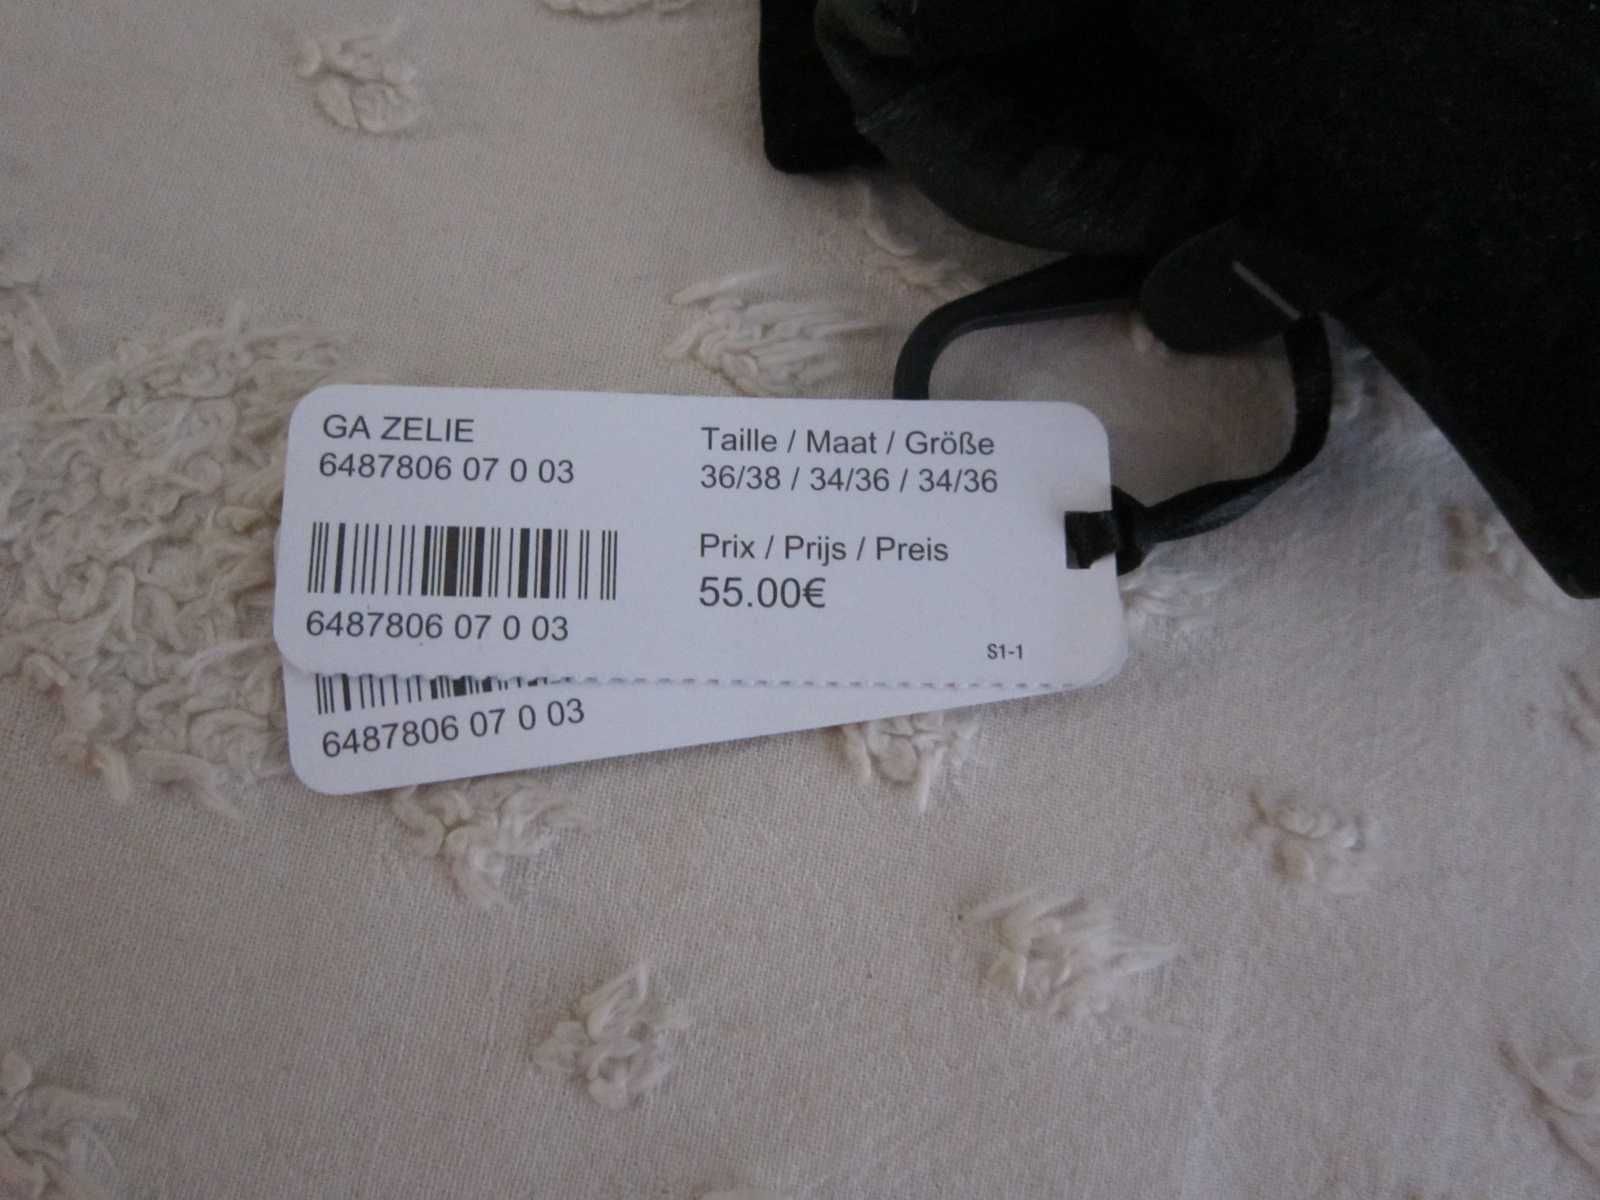 GA ZELIE
6487806 07 0 03
6487806 07 0 03
Taille / Maat / Größe
36/38 / 34/36 / 34/36
Prix / Prijs / Preis
55.00€
S1-1
6487806 07 0 03